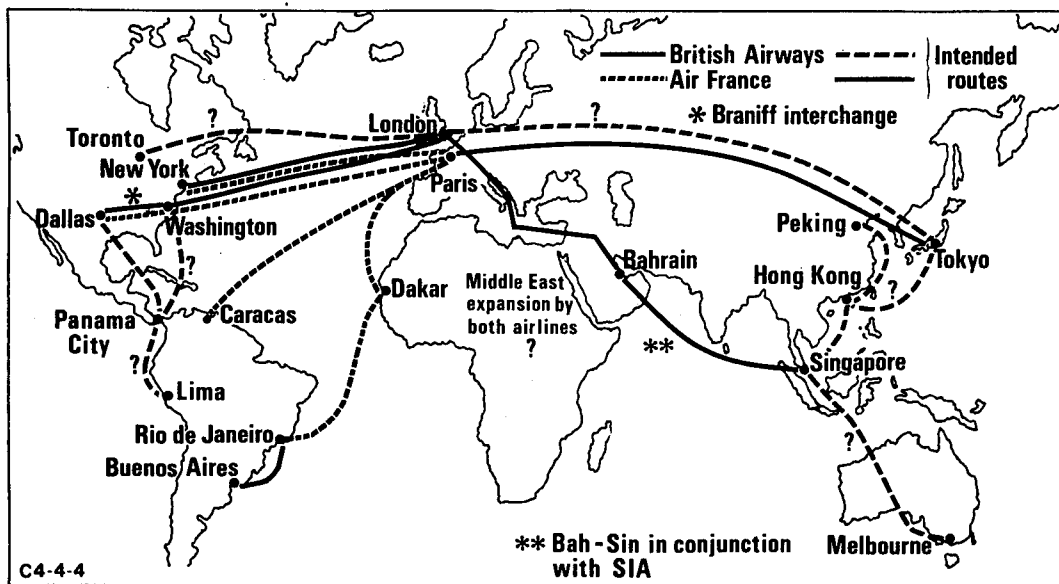 British Airways
Air France
Intended
routes
* Braniff interchange
?
?
London
Toronto
New York
Paris
*
Dallas
Washington
Peking
Tokyo
?
Bahrain
Hong Kong
?
Dakar
Middle East
expansion by
both airlines
?
Panama
City
Caracas
**
Singapore
?
Lima
Rio de Janeiro
?
Buenos Aires
** Bah-Sin in conjunction
with SIA
Melbourne
C4-4-4